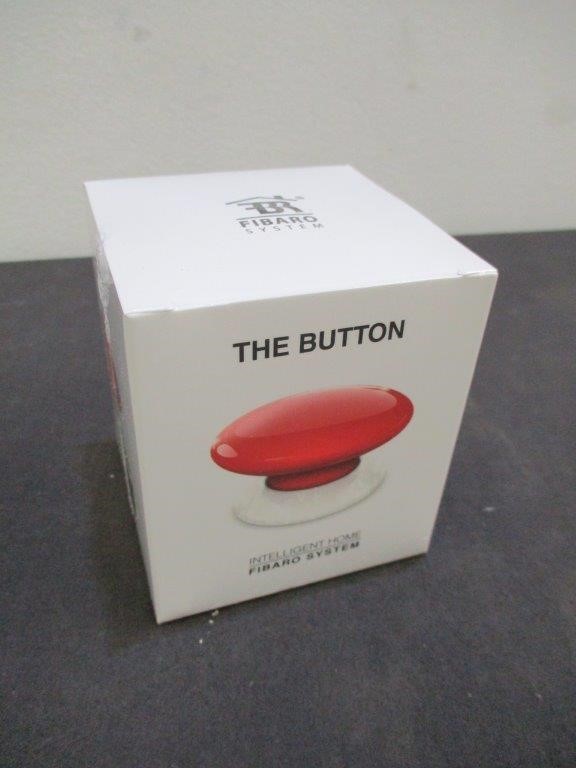 FIBARO
SYSTEM
THE BUTTON
INTELLIGENT HOME
FIBARO SYSTEM